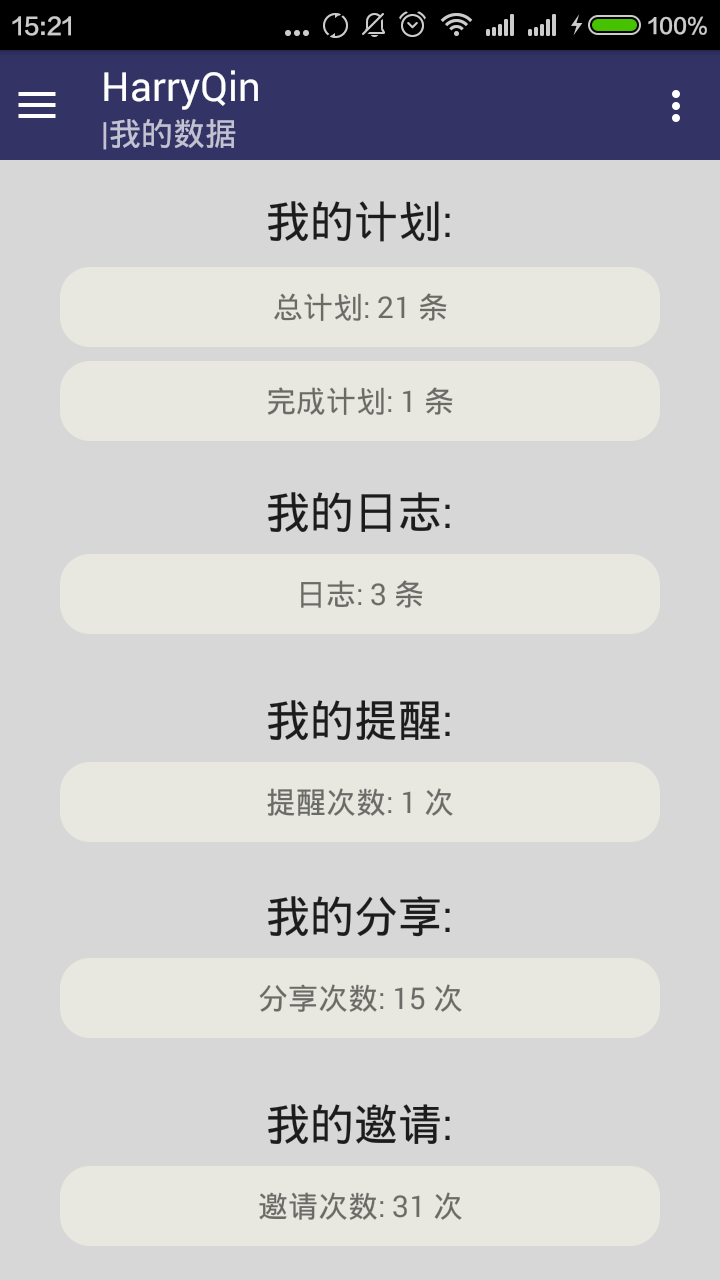 15:21
100%
HarryQin
|我的数据
我的计划:
总计划: 21 条
完成计划: 1 条
我的日志:
日志: 3 条
我的提醒:
提醒次数: 1 次
我的分享:
分享次数: 15 次
我的邀请:
邀请次数: 31 次